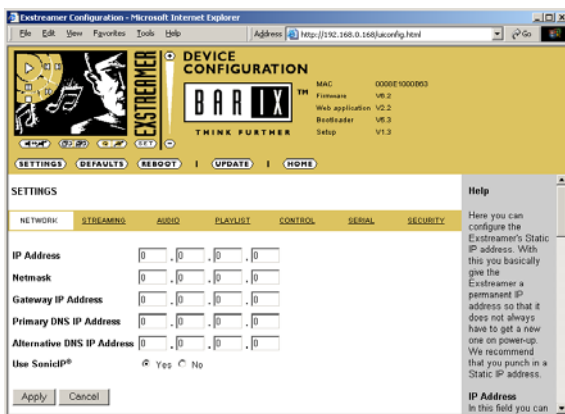 Exstreamer Configuration - Microsoft Internet Explorer
File Edit View Favorites Tools Help Address http://192.168.0.168/uiconfig.html Go
EXSTREAMER
SET
DEVICE
CONFIGURATION
BARIX TM
THINK FURTHER
MAC 0008E1000B63
Firmware V6.2
Web application V2.2
Bootloader V5.3
Setup V1.3
SETTINGS DEFAULTS REBOOT | UPDATE | HOME
SETTINGS
NETWORK STREAMING AUDIO PLAYLIST CONTROL SERIAL SECURITY
IP Address 0 . 0 . 0 . 0
Netmask 0 . 0 . 0 . 0
Gateway IP Address 0 . 0 . 0 . 0
Primary DNS IP Address 0 . 0 . 0 . 0
Alternative DNS IP Address 0 . 0 . 0 . 0
Use SonicIP® Yes No
Apply Cancel
Help
Here you can
configure the
Exstreamer's Static
IP address. With
this you basically
give the
Exstreamer a
permanent IP
address so that it
does not always
have to get a new
one on power-up.
We recommend
that you punch in a
Static IP address.
IP Address
In this field you can